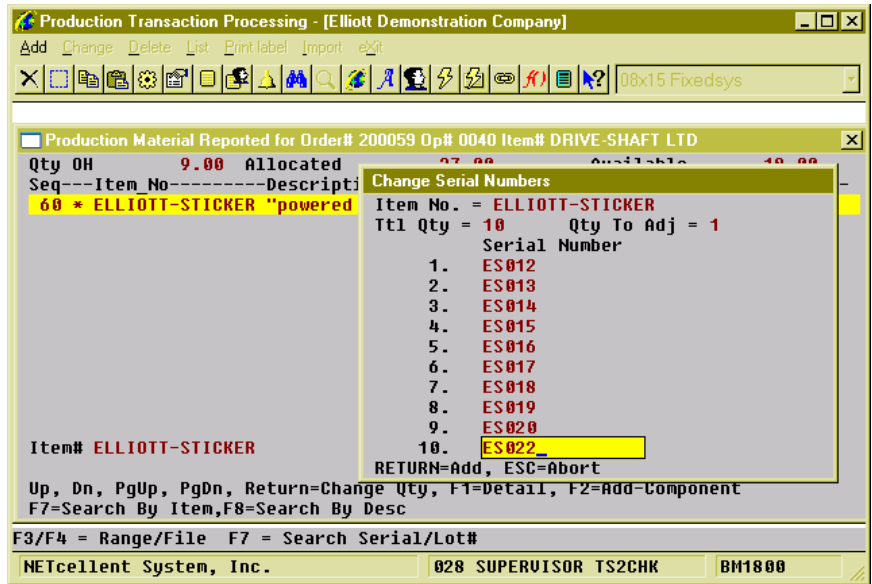 Production Transaction Processing - [Elliott Demonstration Company]
Add Change Delete List Print label Import eXit
08x15 Fixedsys
Production Material Reported for Order# 200059 Op# 0040 Item# DRIVE-SHAFT LTD
Qty OH 9.00 Allocated 27.00 Available 18.00
Seq---Item_No---------Descripti
Change Serial Numbers
60 * ELLIOTT-STICKER "powered
Item No. = ELLIOTT-STICKER
Ttl Qty = 10 Qty To Adj = 1
Serial Number
1. ES012
2. ES013
3. ES014
4. ES015
5. ES016
6. ES017
7. ES018
8. ES019
9. ES020
10. ES022_
RETURN=Add, ESC=Abort
Item# ELLIOTT-STICKER
Up, Dn, PgUp, PgDn, Return=Change Qty, F1=Detail, F2=Add-Component
F7=Search By Item,F8=Search By Desc
F3/F4 = Range/File F7 = Search Serial/Lot#
NETcellent System, Inc. 028 SUPERVISOR TS2CHK BM1800